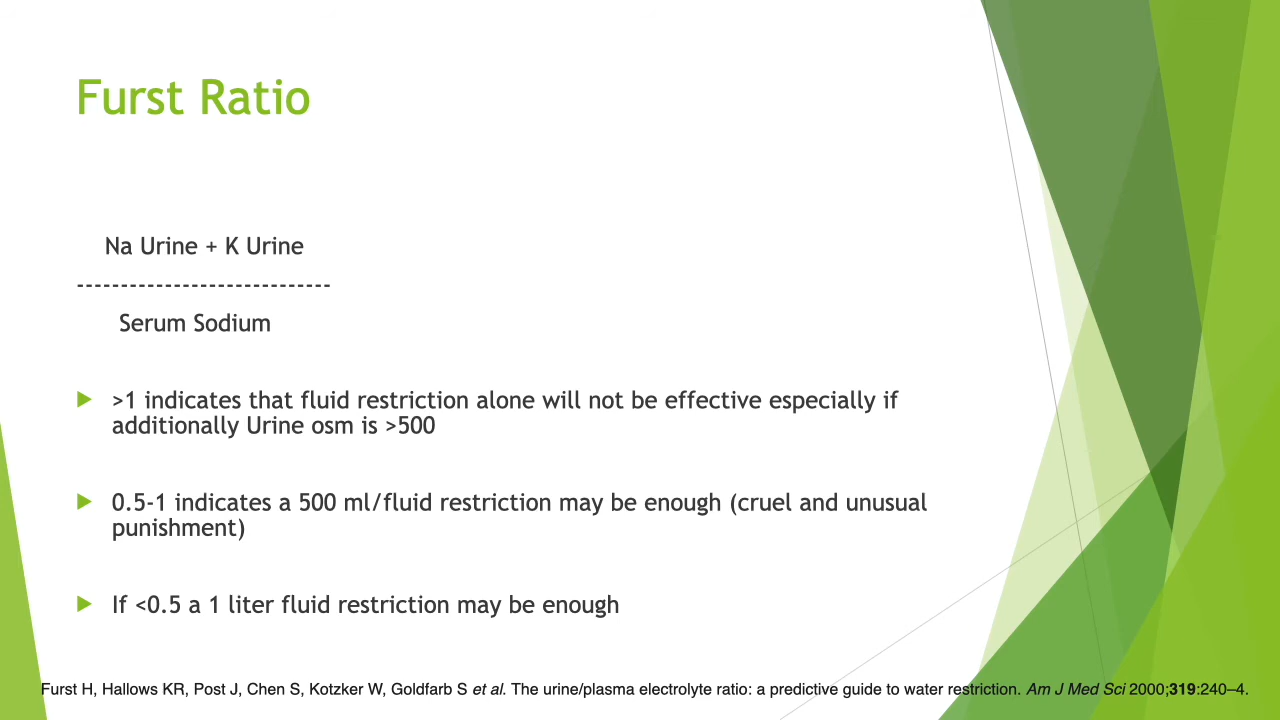 Furst Ratio
Na Urine + K Urine
-----------------------------
Serum Sodium
>1 indicates that fluid restriction alone will not be effective especially if
additionally Urine osm is >500
0.5-1 indicates a 500 ml/fluid restriction may be enough (cruel and unusual
punishment)
If <0.5 a 1 liter fluid restriction may be enough
Furst H, Hallows KR, Post J, Chen S, Kotzker W, Goldfarb S et al. The urine/plasma electrolyte ratio: a predictive guide to water restriction. Am J Med Sci 2000;319:240–4.